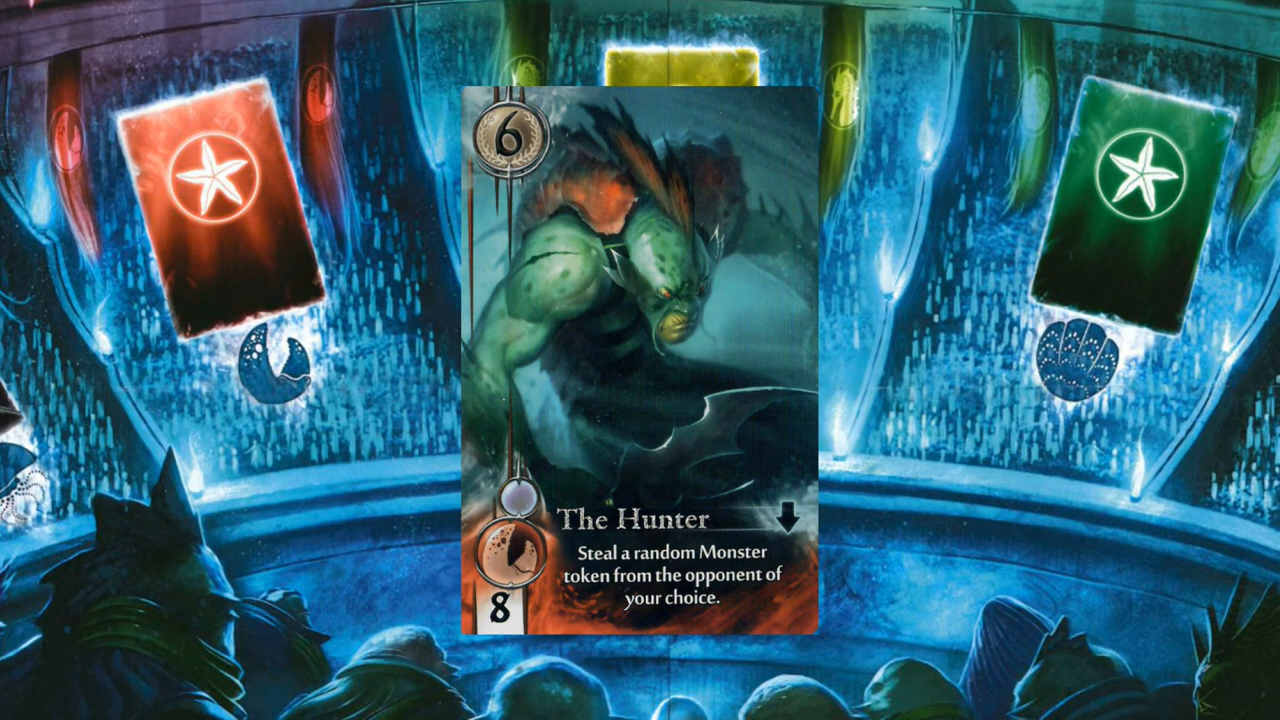 6
The Hunter
Steal a random Monster
token from the opponent of
your choice.
8